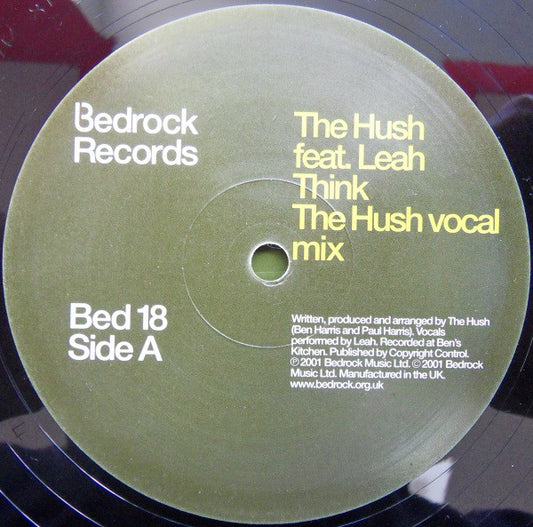 Bedrock
Records
The Hush
feat. Leah
Think
The Hush vocal
mix
Bed 18
Side A
Written, produced and arranged by The Hush
(Ben Harris and Paul Harris). Vocals
performed by Leah. Recorded at Ben's
Kitchen. Published by Copyright Control.
℗ 2001 Bedrock Music Ltd. © 2001 Bedrock
Music Ltd. Manufactured in the UK.
www.bedrock.org.uk